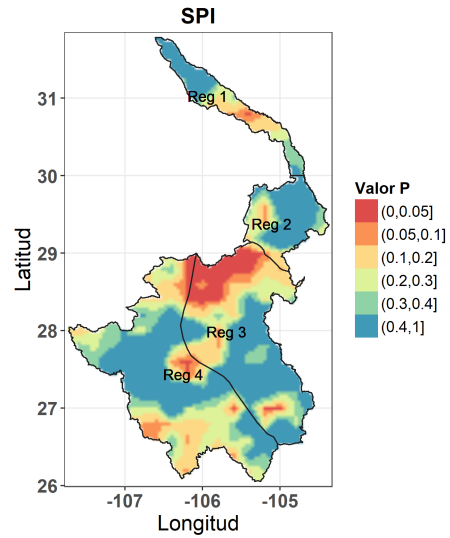 SPI
31
30
29
28
27
26
-107
-106
-105
Latitud
Longitud
Reg 1
Reg 2
Reg 3
Reg 4
Valor P
(0,0.05]
(0.05,0.1]
(0.1,0.2]
(0.2,0.3]
(0.3,0.4]
(0.4,1]